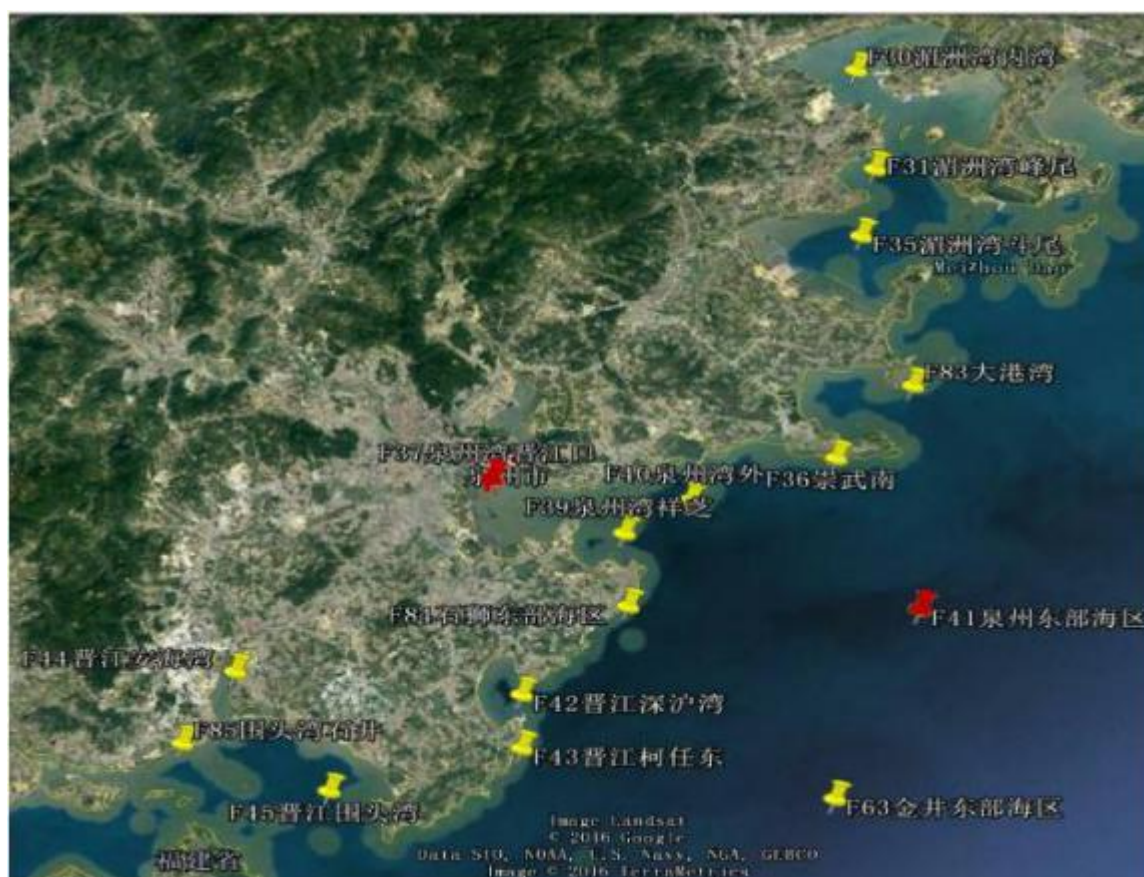 F30湄洲湾内湾
F31湄洲湾峰尾
F35湄洲湾斗尾
Meizhou Dao
F83大港湾
F37泉州湾晋江口
泉州市
F40泉州湾外
F36崇武南
F39泉州湾祥芝
F84石狮东部海区
F41泉州东部海区
F44晋江安海湾
F42晋江深沪湾
F85围头湾石井
F43晋江柯任东
F45晋江围头湾
F63金井东部海区
福建省
Image Landsat
© 2016 Google
Data SIO, NOAA, U.S. Navy, NGA, GEBCO
Image © 2016 TerraMetrics